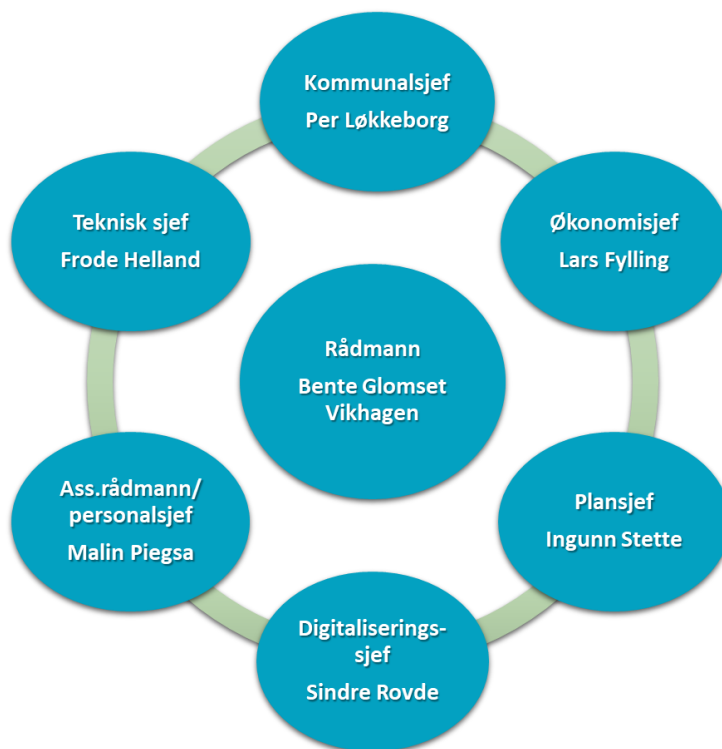 Kommunalsjef
Per Løkkeborg
Teknisk sjef
Frode Helland
Økonomisjef
Lars Fylling
Rådmann
Bente Glomset
Vikhagen
Ass.rådmann/
personalsjef
Malin Piegsa
Plansjef
Ingunn Stette
Digitaliserings-
sjef
Sindre Rovde